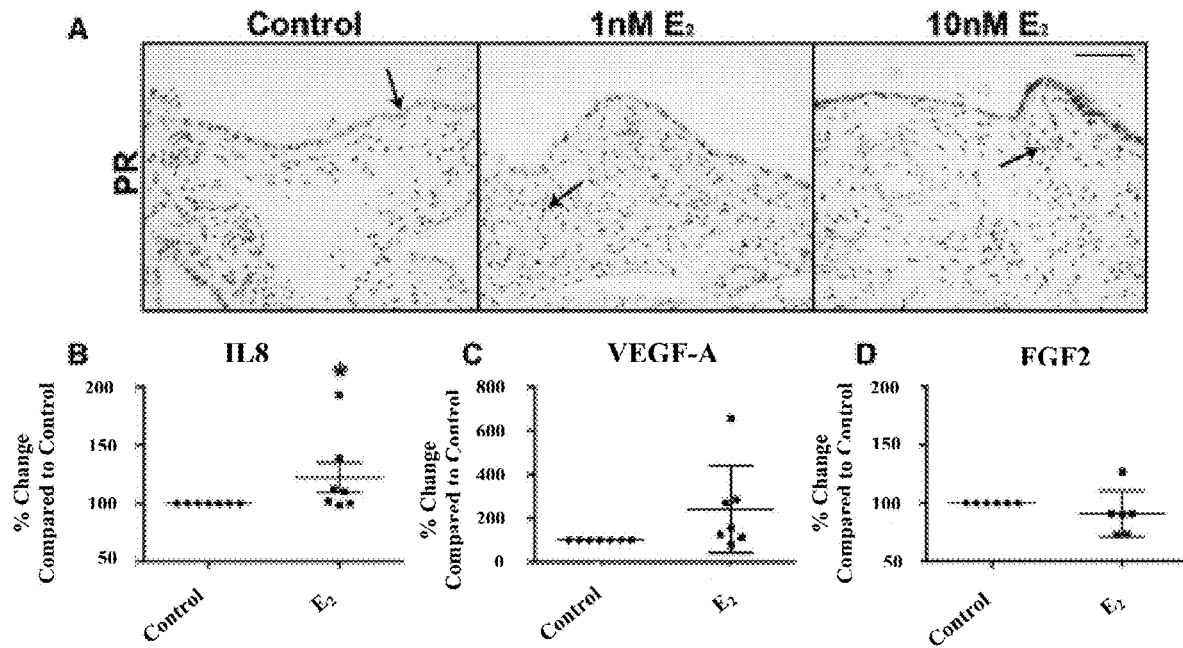 A
Control
1nM E₂
10nM E₂
PR
B
IL8
% Change
Compared to Control
200
150
100
50
*
Control
E₂
C
VEGF-A
% Change
Compared to Control
800
600
400
200
0
Control
E₂
D
FGF2
% Change
Compared to Control
200
150
100
50
Control
E₂